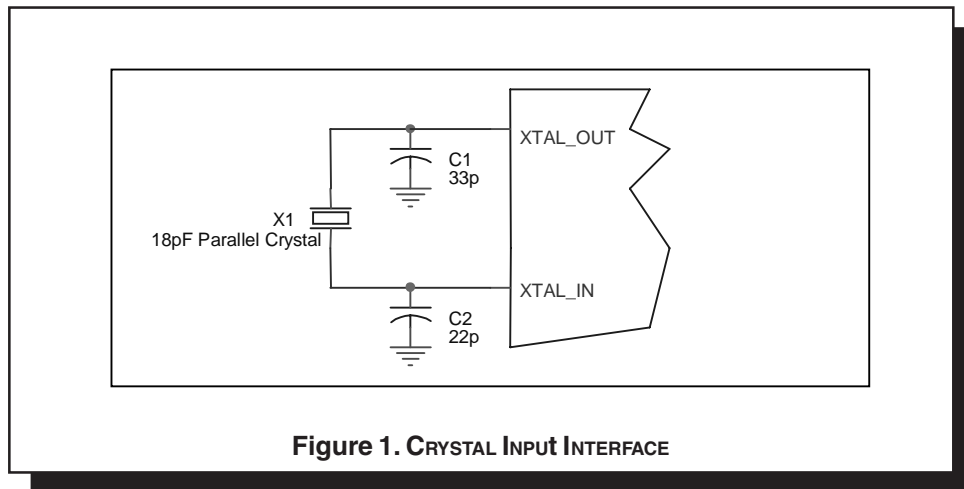 XTAL_OUT
C1
33p
X1
18pF Parallel Crystal
XTAL_IN
C2
22p
Figure 1. CRYSTAL INPUt INTERFACE